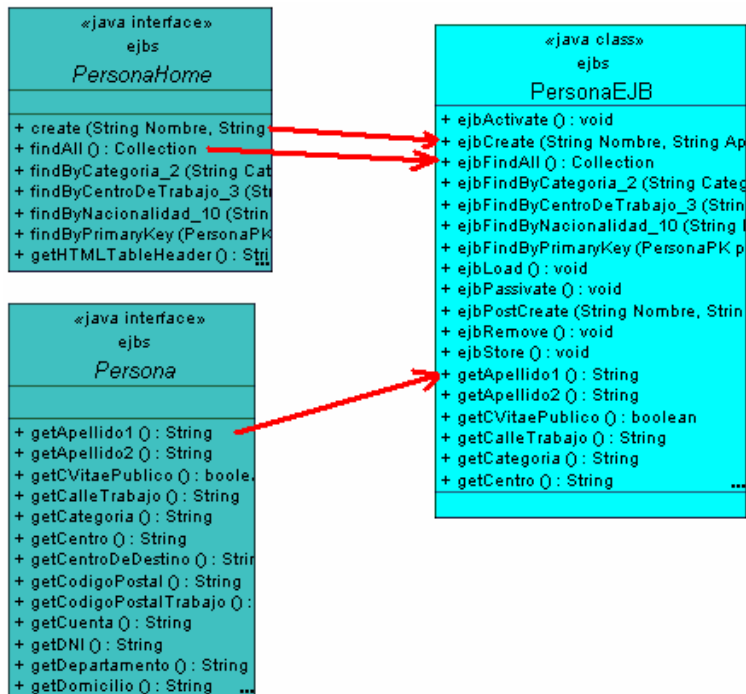 «java interface»
ejbs
PersonaHome
+ create (String Nombre, String
+ findAll () : Collection
+ findByCategoria_2 (String Cat
+ findByCentroDeTrabajo_3 (Stri
+ findByNacionalidad_10 (String
+ findByPrimaryKey (PersonaPK
+ getHTMLTableHeader () : Stri
...
«java interface»
ejbs
Persona
+ getApellido1 () : String
+ getApellido2 () : String
+ getCVitaePublico () : boolea
+ getCalleTrabajo () : String
+ getCategoria () : String
+ getCentro () : String
+ getCentroDeDestino () : Strin
+ getCodigoPostal () : String
+ getCodigoPostalTrabajo () :
+ getCuenta () : String
+ getDNI () : String
+ getDepartamento () : String
+ getDomicilio () : String
...
«java class»
ejbs
PersonaEJB
+ ejbActivate () : void
+ ejbCreate (String Nombre, String Ap
+ ejbFindAll () : Collection
+ ejbFindByCategoria_2 (String Categ
+ ejbFindByCentroDeTrabajo_3 (String
+ ejbFindByNacionalidad_10 (String
+ ejbFindByPrimaryKey (PersonaPK p
+ ejbLoad () : void
+ ejbPassivate () : void
+ ejbPostCreate (String Nombre, Strin
+ ejbRemove () : void
+ ejbStore () : void
+ getApellido1 () : String
+ getApellido2 () : String
+ getCVitaePublico () : boolean
+ getCalleTrabajo () : String
+ getCategoria () : String
+ getCentro () : String
...